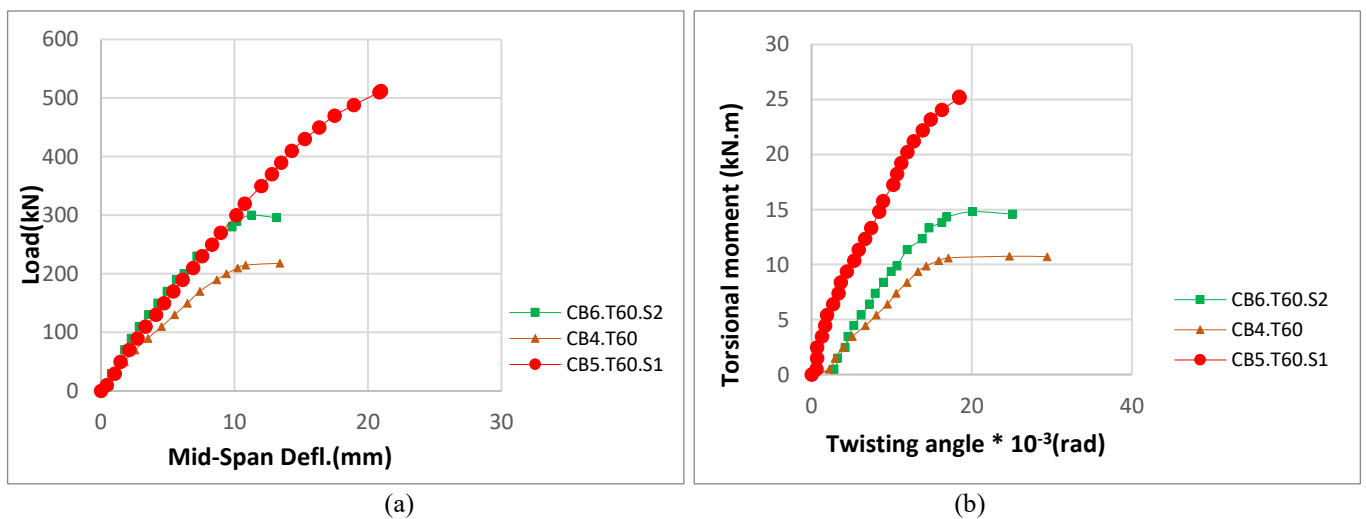 600
500
400
300
200
100
0
Load(kN)
0 10 20 30
Mid-Span Defl.(mm)
CB6.T60.S2
CB4.T60
CB5.T60.S1
(a)
30
25
20
15
10
5
0
Torsional moment (kN.m)
0 20 40
Twisting angle * 10⁻³(rad)
CB6.T60.S2
CB4.T60
CB5.T60.S1
(b)